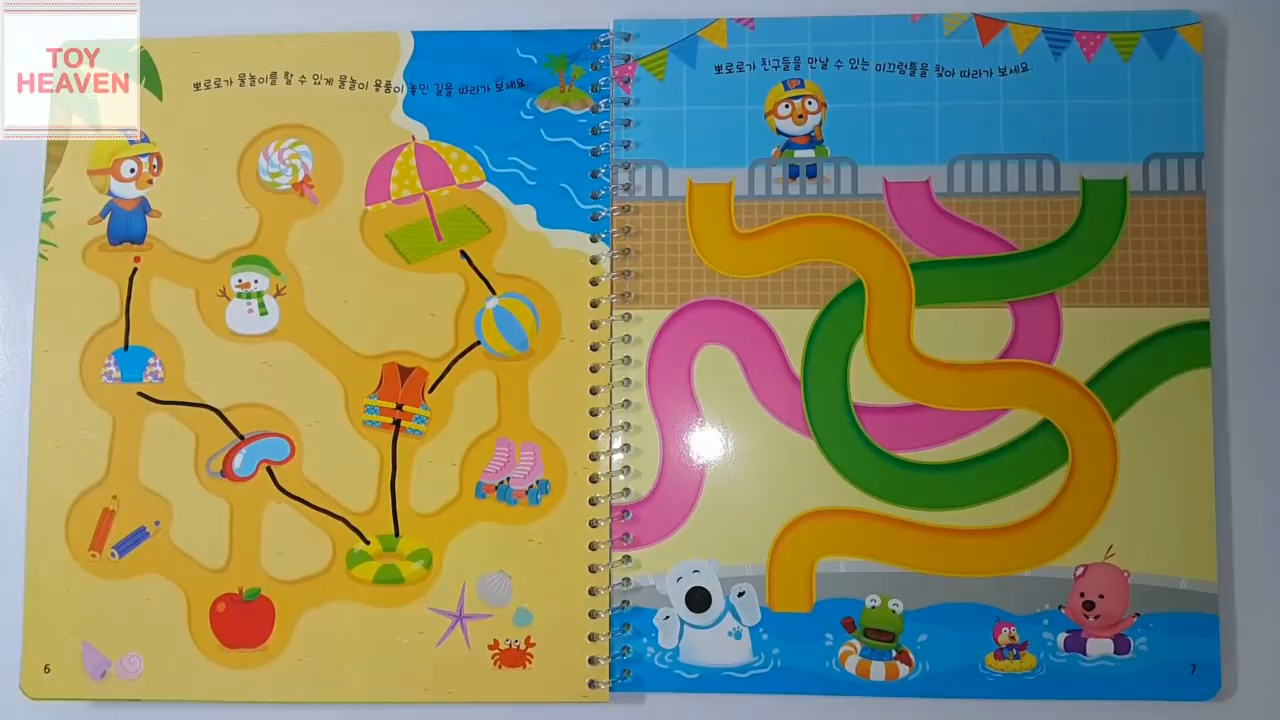 TOY
HEAVEN
뽀로로가 물놀이를 할 수 있게 물놀이 용품이 놓인 길을 따라가 보세요.
뽀로로가 친구들을 만날 수 있는 미끄럼틀을 찾아 따라가 보세요.
P
6
7